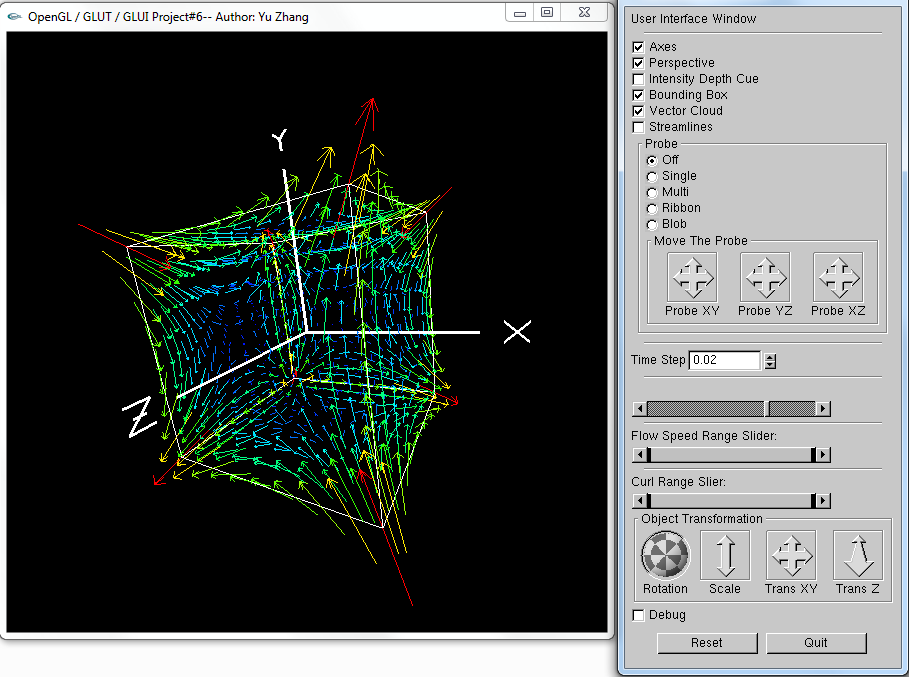 OpenGL / GLUT / GLUI Project#6-- Author: Yu Zhang
Y
X
Z
User Interface Window
Axes
Perspective
Intensity Depth Cue
Bounding Box
Vector Cloud
Streamlines
Probe
Off
Single
Multi
Ribbon
Blob
Move The Probe
Probe XY Probe YZ Probe XZ
Time Step 0.02
Flow Speed Range Slider:
Curl Range Slier:
Object Transformation
Rotation Scale Trans XY Trans Z
Debug
Reset Quit